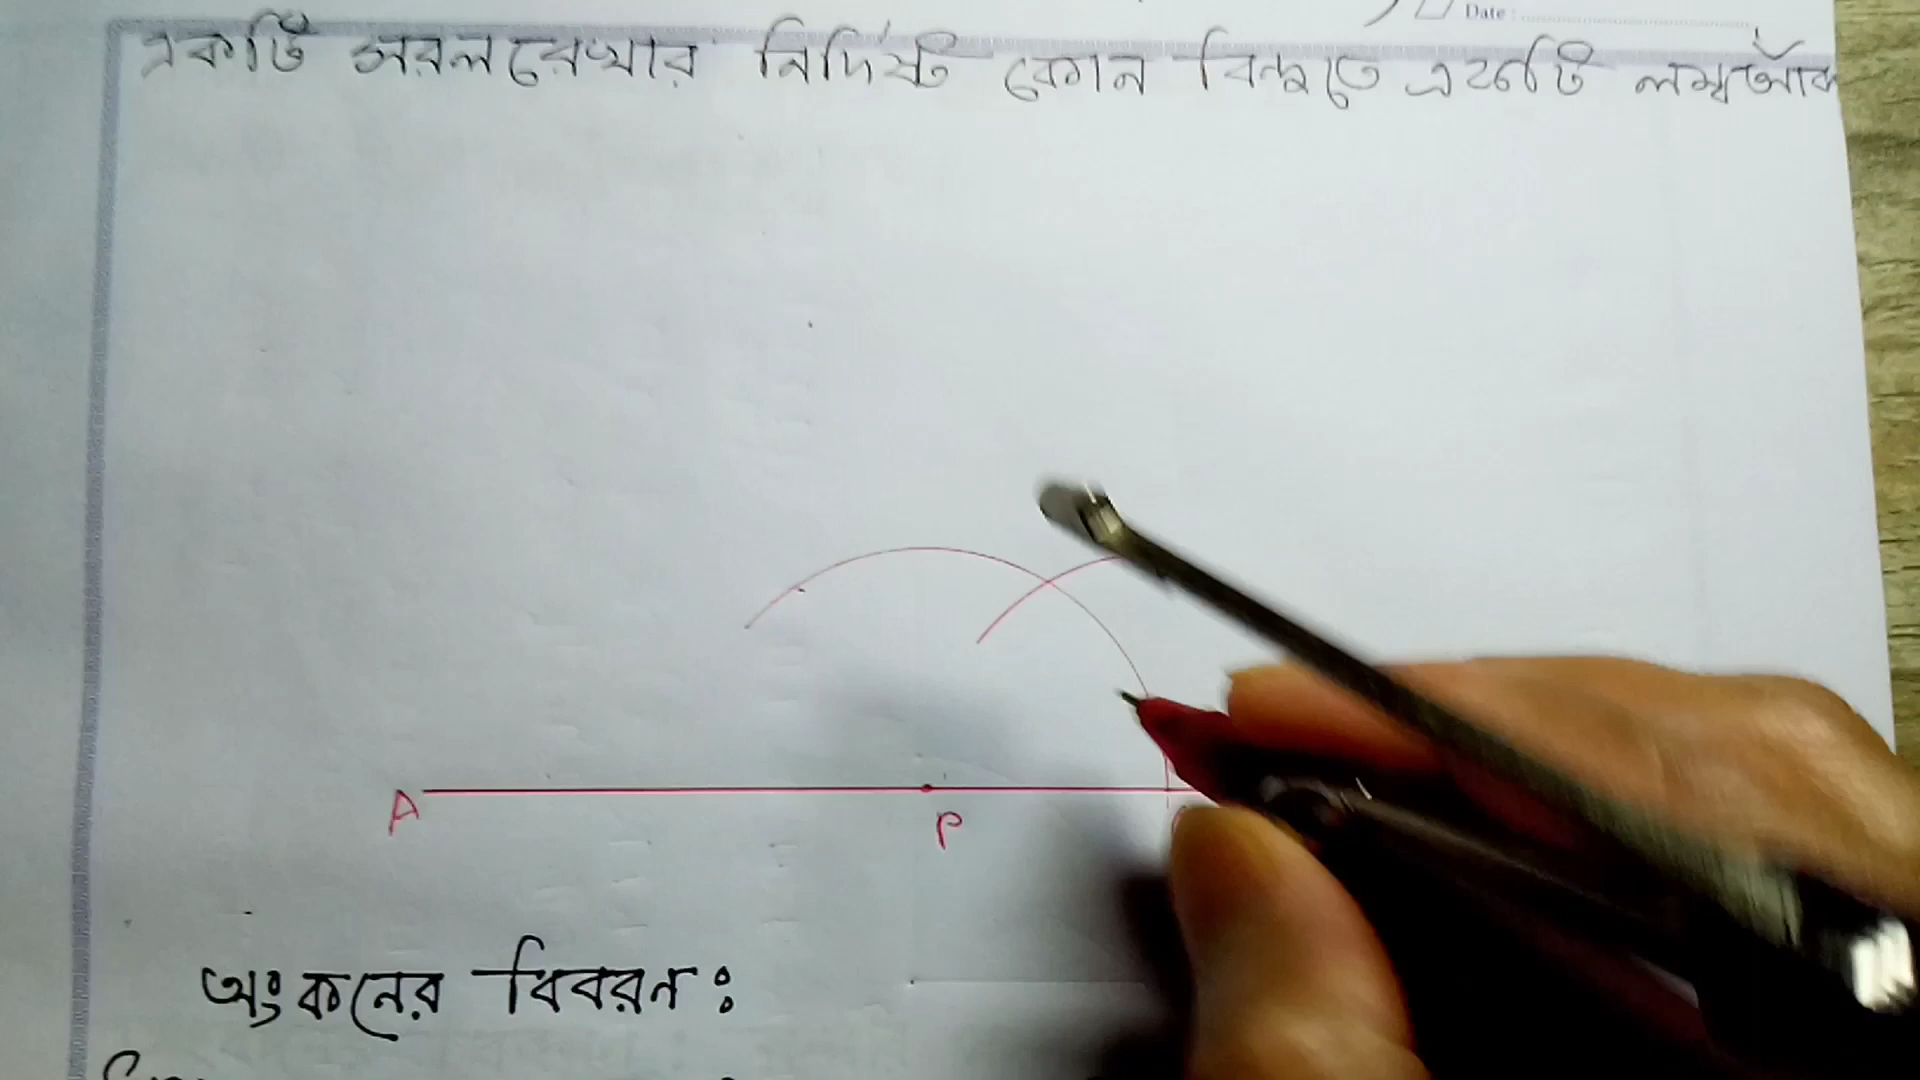 Date :
একটি সরলরেখার নির্দিষ্ট কোন বিন্দুতে একটি লম্ব আঁক
A
P
অংকনের বিবরণ :